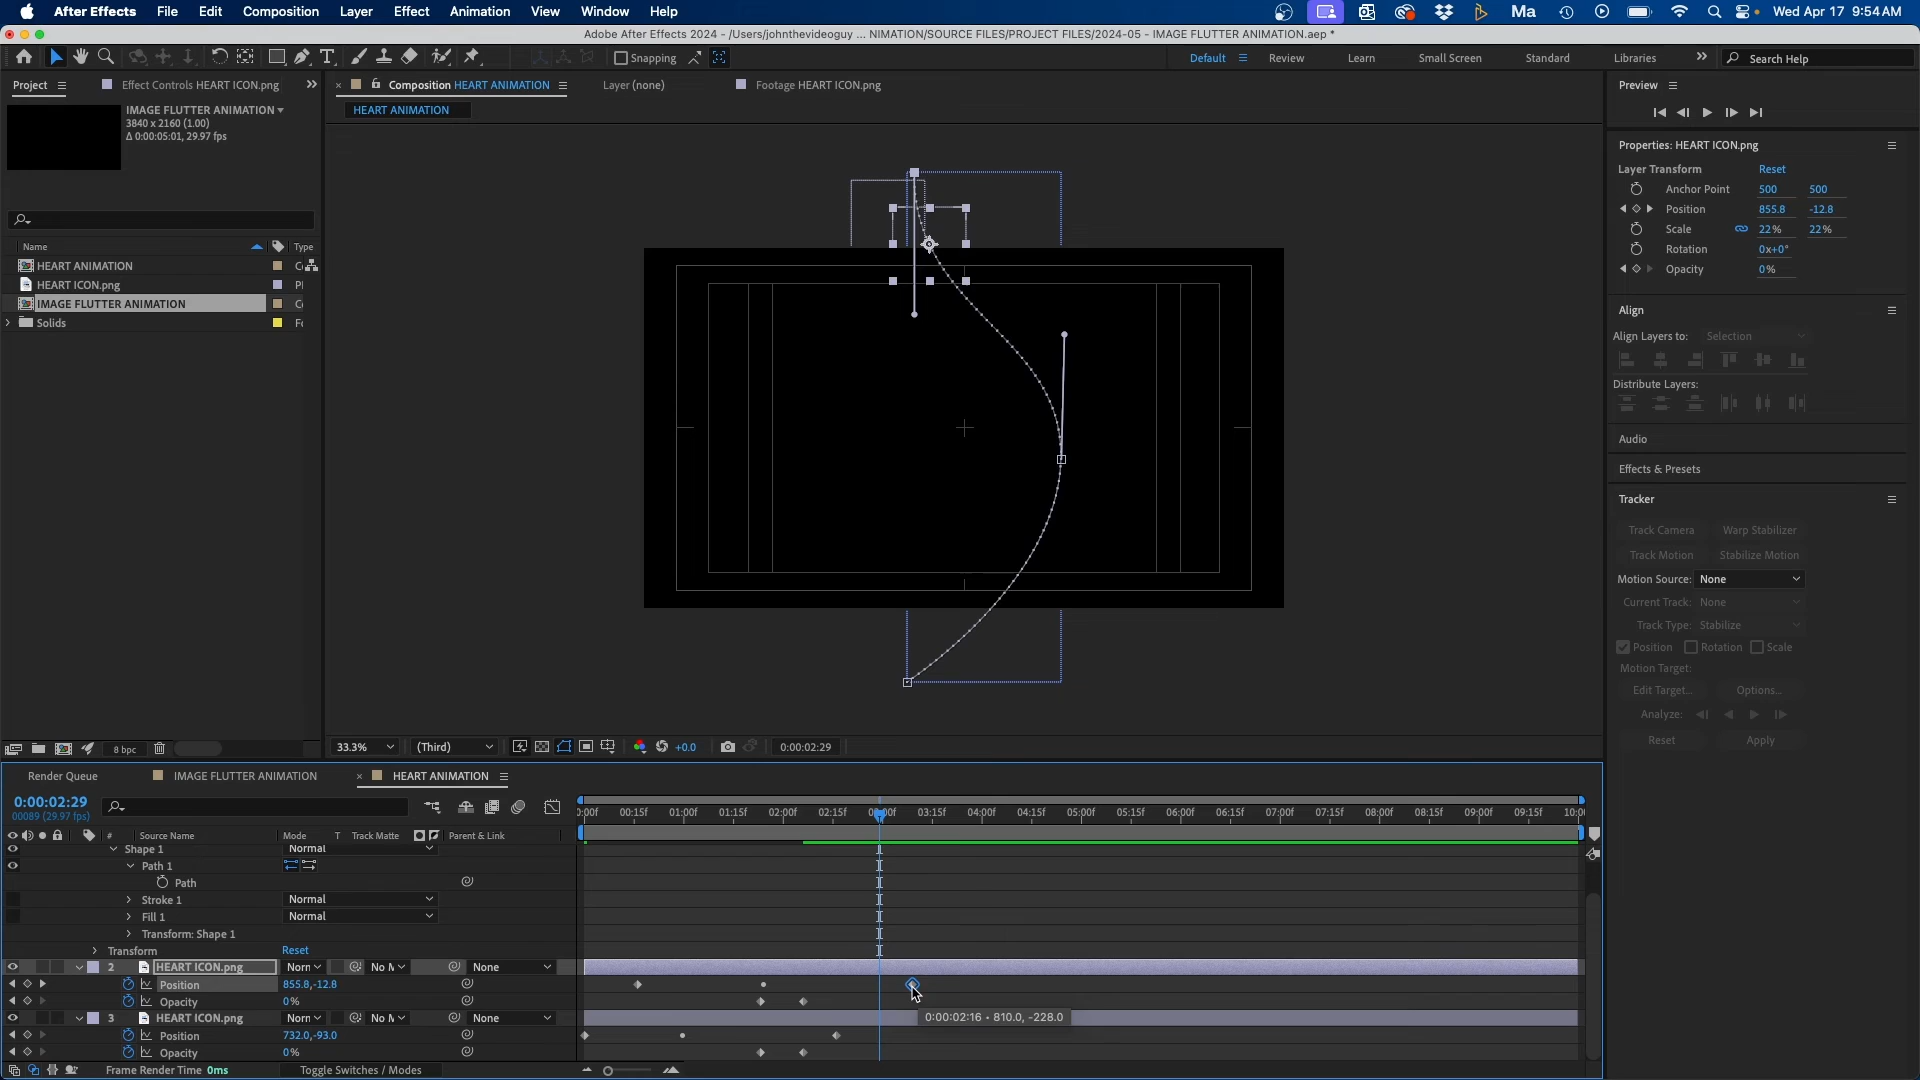 After Effects File Edit Composition Layer Effect Animation View Window Help Ma Wed Apr 17 9:54 AM
Adobe After Effects 2024 - /Users/johnthevideoguy ... NIMATION/SOURCE FILES/PROJECT FILES/2024-05 - IMAGE FLUTTER ANIMATION.aep *
T Snapping Default Review Learn Small Screen Standard Libraries Search Help
Project Effect Controls HEART ICON.png Composition HEART ANIMATION Layer (none) Footage HEART ICON.png Preview
IMAGE FLUTTER ANIMATION HEART ANIMATION
3840 x 2160 (1.00)
Δ 0:00:05:01, 29.97 fps
Properties: HEART ICON.png
Layer Transform Reset
Anchor Point 500 500
Position 855.8 -12.8
Scale 22% 22%
Rotation 0x+0°
Opacity 0%
Name Type
HEART ANIMATION C
HEART ICON.png P
IMAGE FLUTTER ANIMATION C
Solids F
Align
Align Layers to: Selection
Distribute Layers:
Audio
Effects & Presets
Tracker
Track Camera Warp Stabilizer
Track Motion Stabilize Motion
Motion Source: None
Current Track: None
Track Type: Stabilize
Position Rotation Scale
Motion Target:
Edit Target... Options...
Analyze:
Reset Apply
8 bpc 33.3% (Third) +0.0 0:00:02:29
Render Queue IMAGE FLUTTER ANIMATION HEART ANIMATION
0:00:02:29
00089 (29.97 fps)
:00f 00:15f 01:00f 01:15f 02:00f 02:15f 03:15f 04:00f 04:15f 05:00f 05:15f 06:00f 06:15f 07:00f 07:15f 08:00f 08:15f 09:00f 09:15f 10:0
# Source Name Mode T Track Matte Parent & Link
Shape 1 Normal
Path 1
Path
Stroke 1 Normal
Fill 1 Normal
Transform: Shape 1
Transform Reset
2 HEART ICON.png Norn No M None
Position 855.8,-12.8
Opacity 0%
3 HEART ICON.png Norn No M None
0:00:02:16 • 810.0, -228.0
Position 732.0,-93.0
Opacity 0%
Frame Render Time 0ms Toggle Switches / Modes